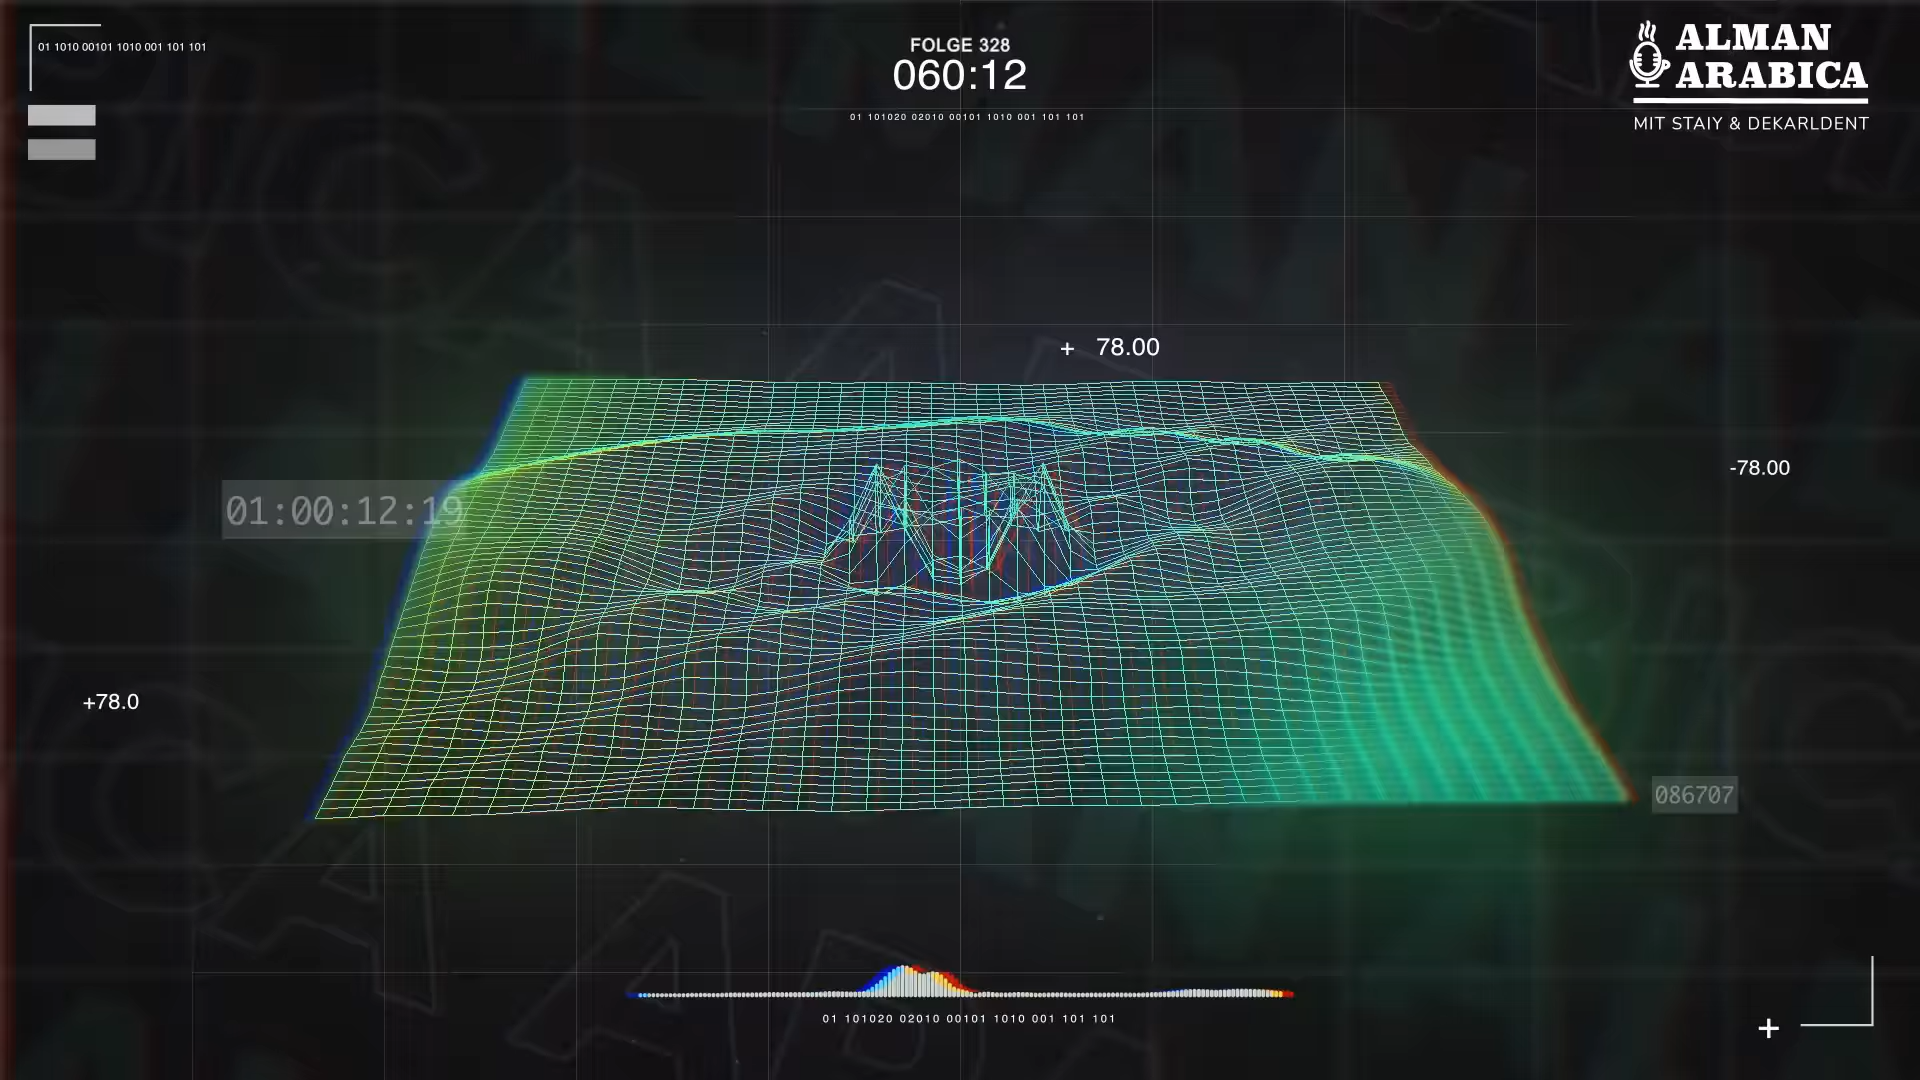 01 1010 00101 1010 001 101 101
FOLGE 328
060:12
01 101020 02010 00101 1010 001 101 101
ALMAN
ARABICA
MIT STAIY & DEKARLDENT
+ 78.00
-78.00
01:00:12:19
+78.0
086707
01 101020 02010 00101 1010 001 101 101
+